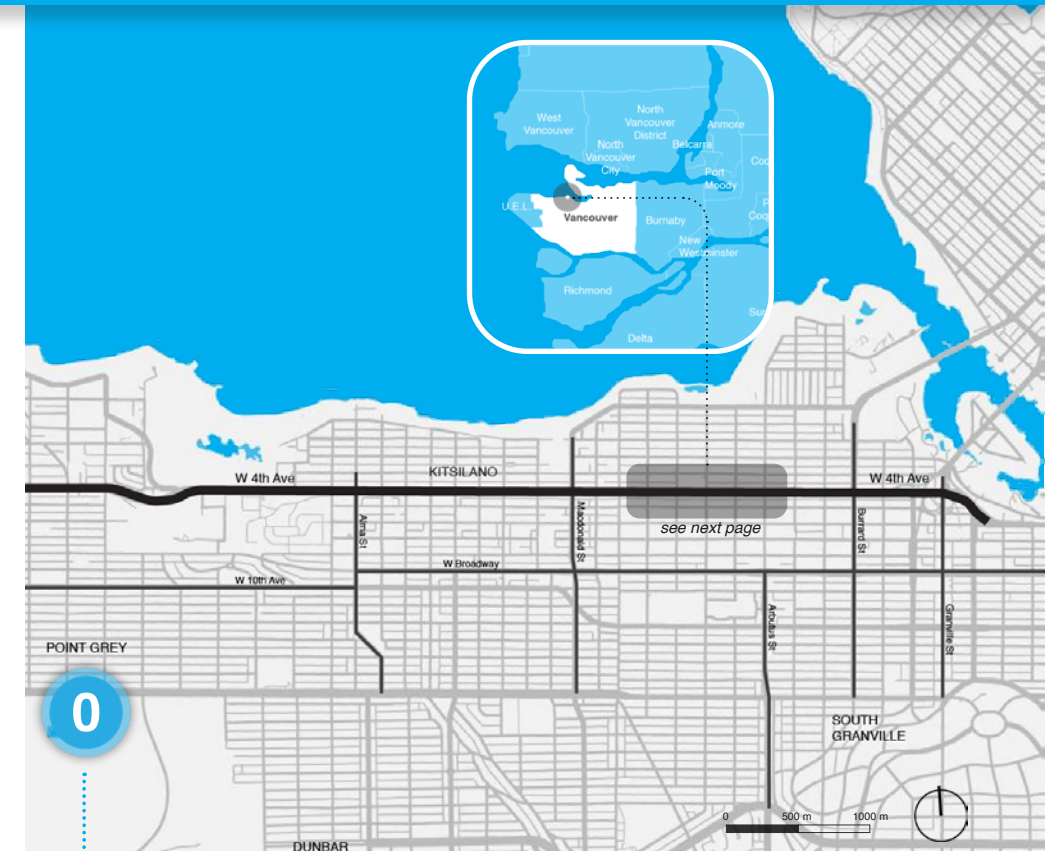 West
Vancouver
North
Vancouver
District
Anmore
North
Vancouver
City
Belcarra
Port
Moody
U.E.L.
Vancouver
Burnaby
New
Westminster
Richmond
Delta
W 4th Ave
KITSILANO
W 4th Ave
see next page
Alma St
Macdonald St
Burrard St
W Broadway
W 10th Ave
Arbutus St
Granville St
POINT GREY
0
SOUTH
GRANVILLE
0 500 m 1000 m
DUNBAR